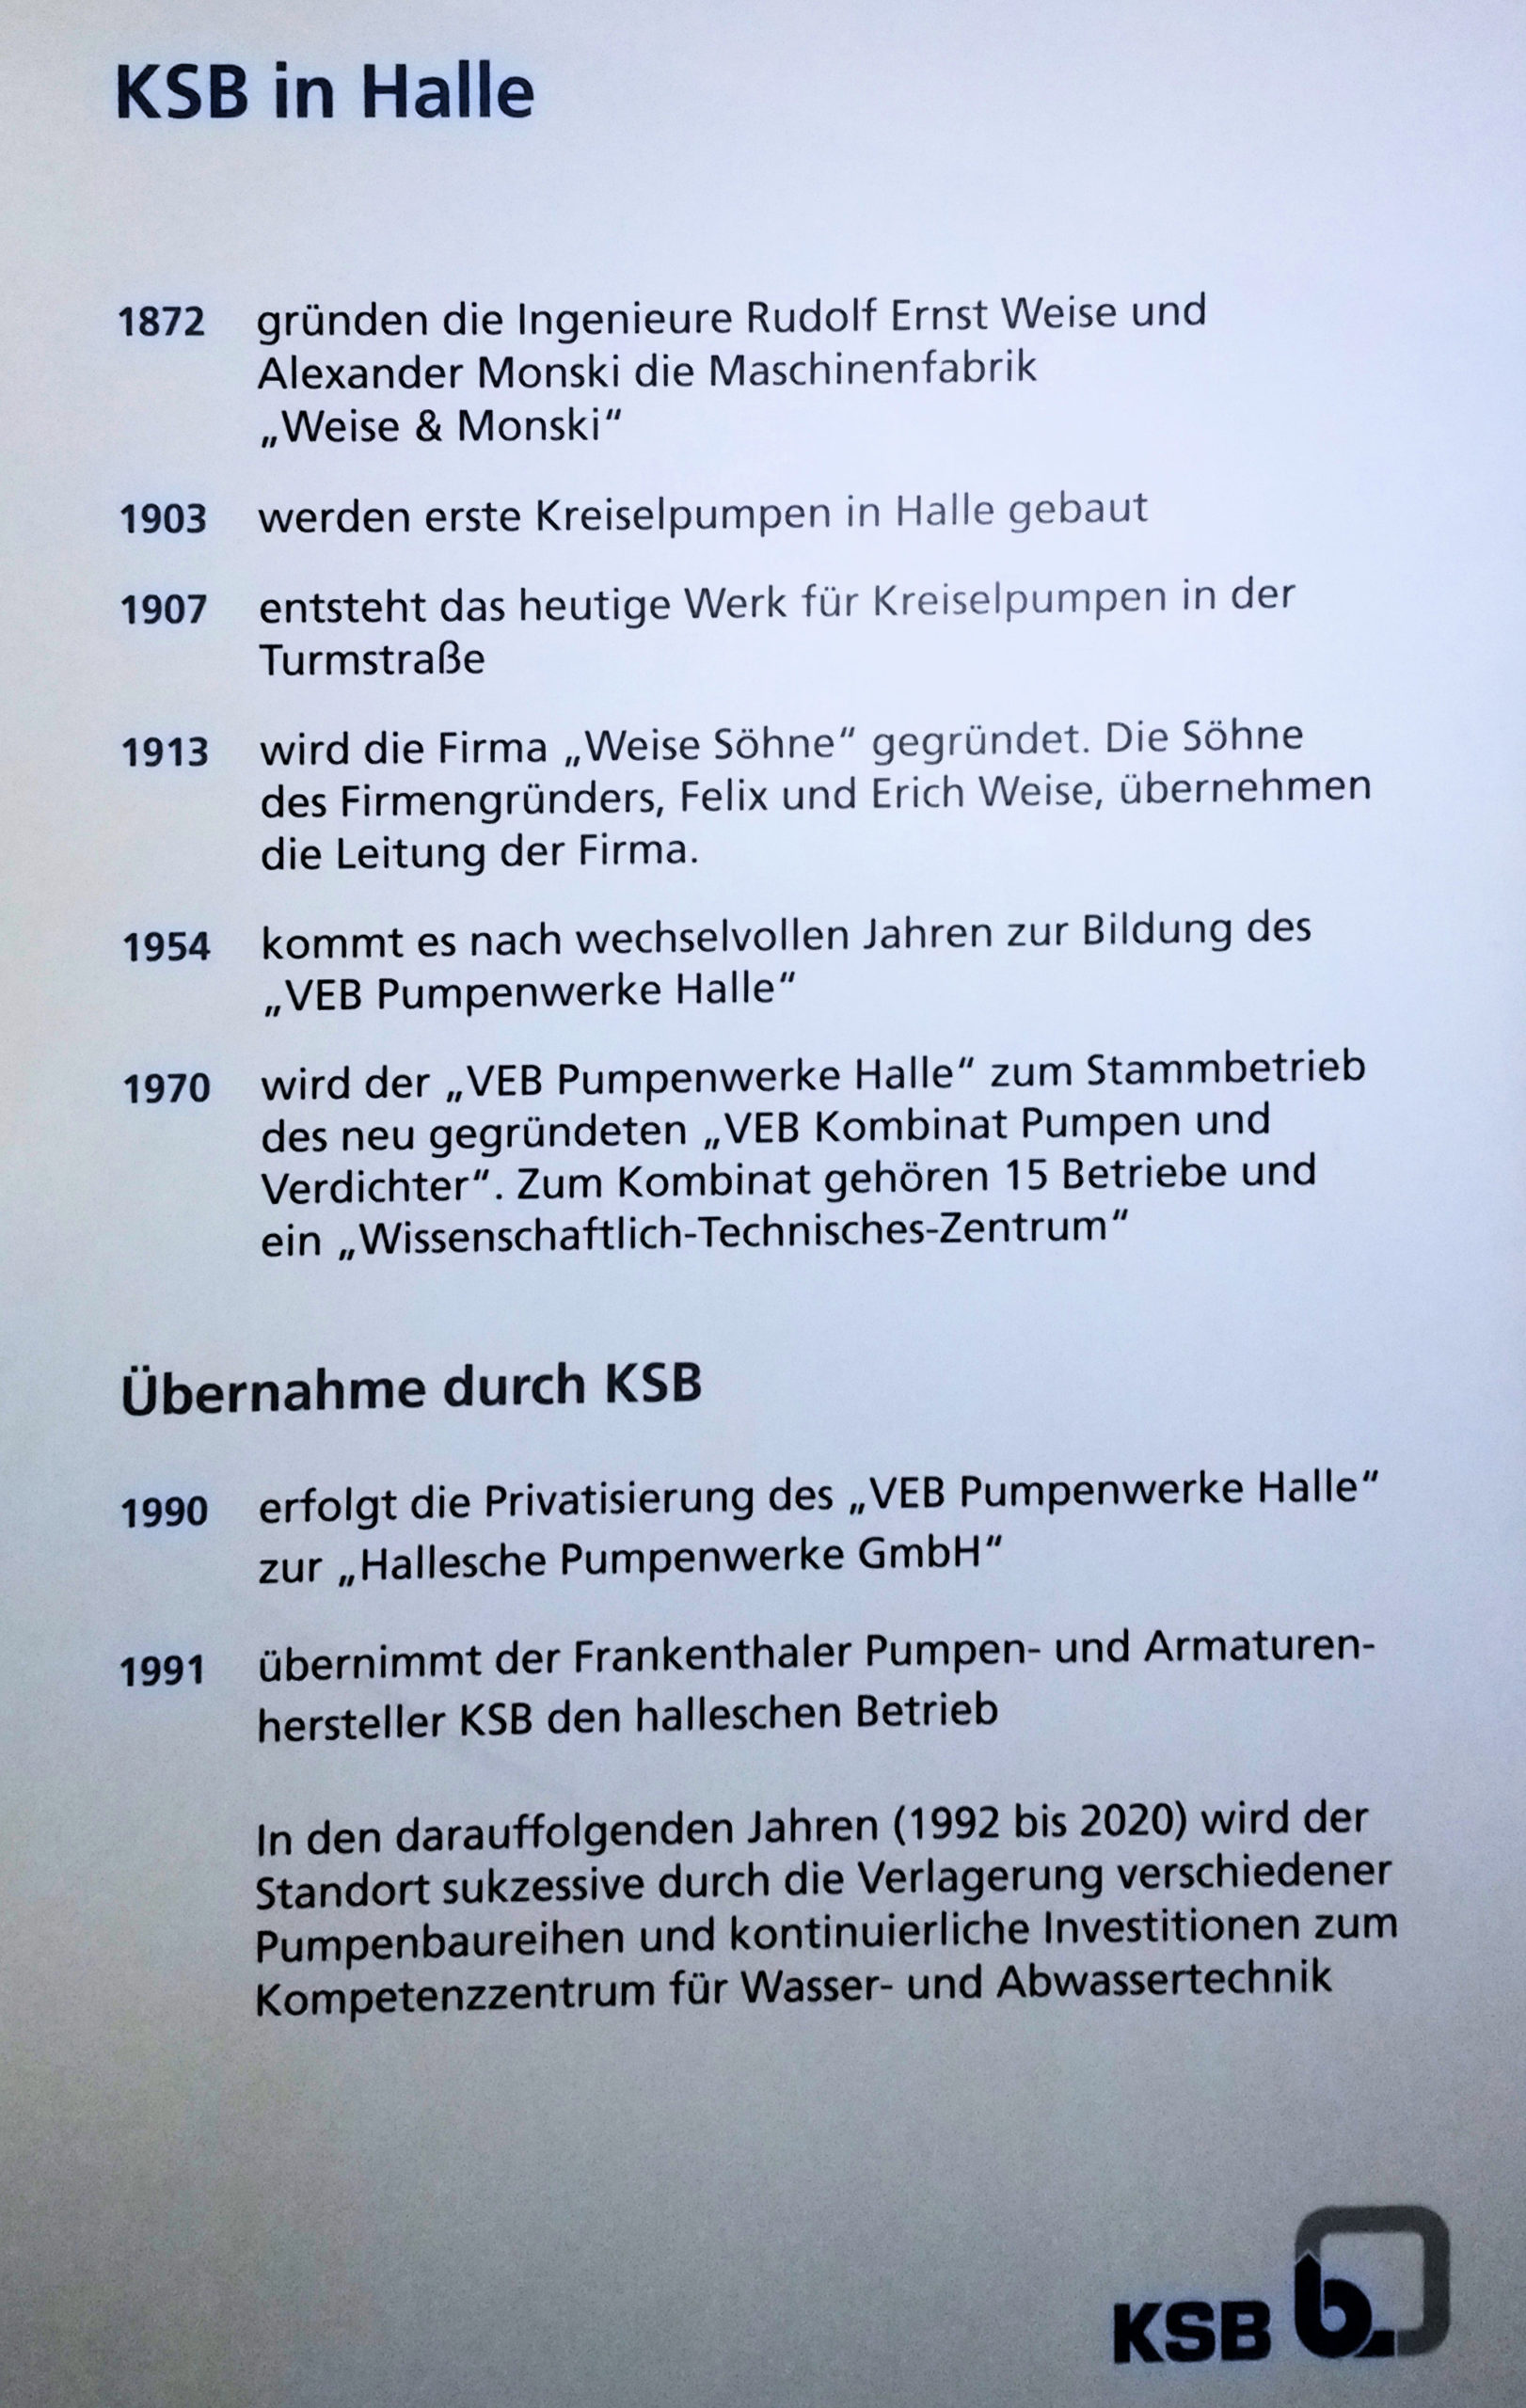 KSB in Halle
1872 gründen die Ingenieure Rudolf Ernst Weise und
Alexander Monski die Maschinenfabrik
„Weise & Monski“
1903 werden erste Kreiselpumpen in Halle gebaut
1907 entsteht das heutige Werk für Kreiselpumpen in der
Turmstraße
1913 wird die Firma „Weise Söhne“ gegründet. Die Söhne
des Firmengründers, Felix und Erich Weise, übernehmen
die Leitung der Firma.
1954 kommt es nach wechselvollen Jahren zur Bildung des
„VEB Pumpenwerke Halle“
1970 wird der „VEB Pumpenwerke Halle“ zum Stammbetrieb
des neu gegründeten „VEB Kombinat Pumpen und
Verdichter“. Zum Kombinat gehören 15 Betriebe und
ein „Wissenschaftlich-Technisches-Zentrum“
Übernahme durch KSB
1990 erfolgt die Privatisierung des „VEB Pumpenwerke Halle“
zur „Hallesche Pumpenwerke GmbH“
1991 übernimmt der Frankenthaler Pumpen- und Armaturen-
hersteller KSB den halleschen Betrieb
In den darauffolgenden Jahren (1992 bis 2020) wird der
Standort sukzessive durch die Verlagerung verschiedener
Pumpenbaureihen und kontinuierliche Investitionen zum
Kompetenzzentrum für Wasser- und Abwassertechnik
KSB b